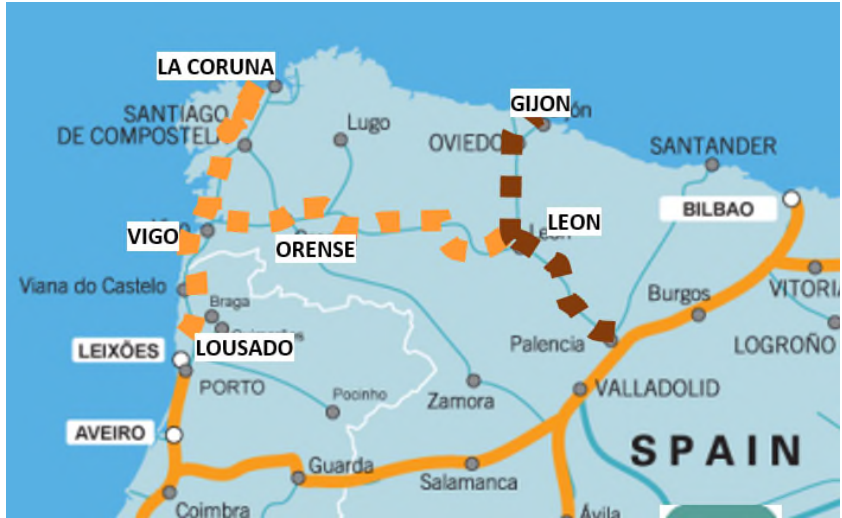 LA CORUNA
GIJON
SANTIAGO
DE COMPOSTEL
Lugo
OVIEDO
SANTANDER
BILBAO
VIGO
ORENSE
LEON
Viana do Castelo
Braga
Burgos
VITORIA
LOUSADO
Palencia
LOGROÑO
LEIXÕES
PORTO
Pocinho
Zamora
VALLADOLID
AVEIRO
SPAIN
Guarda
Salamanca
Coimbra
Ávila